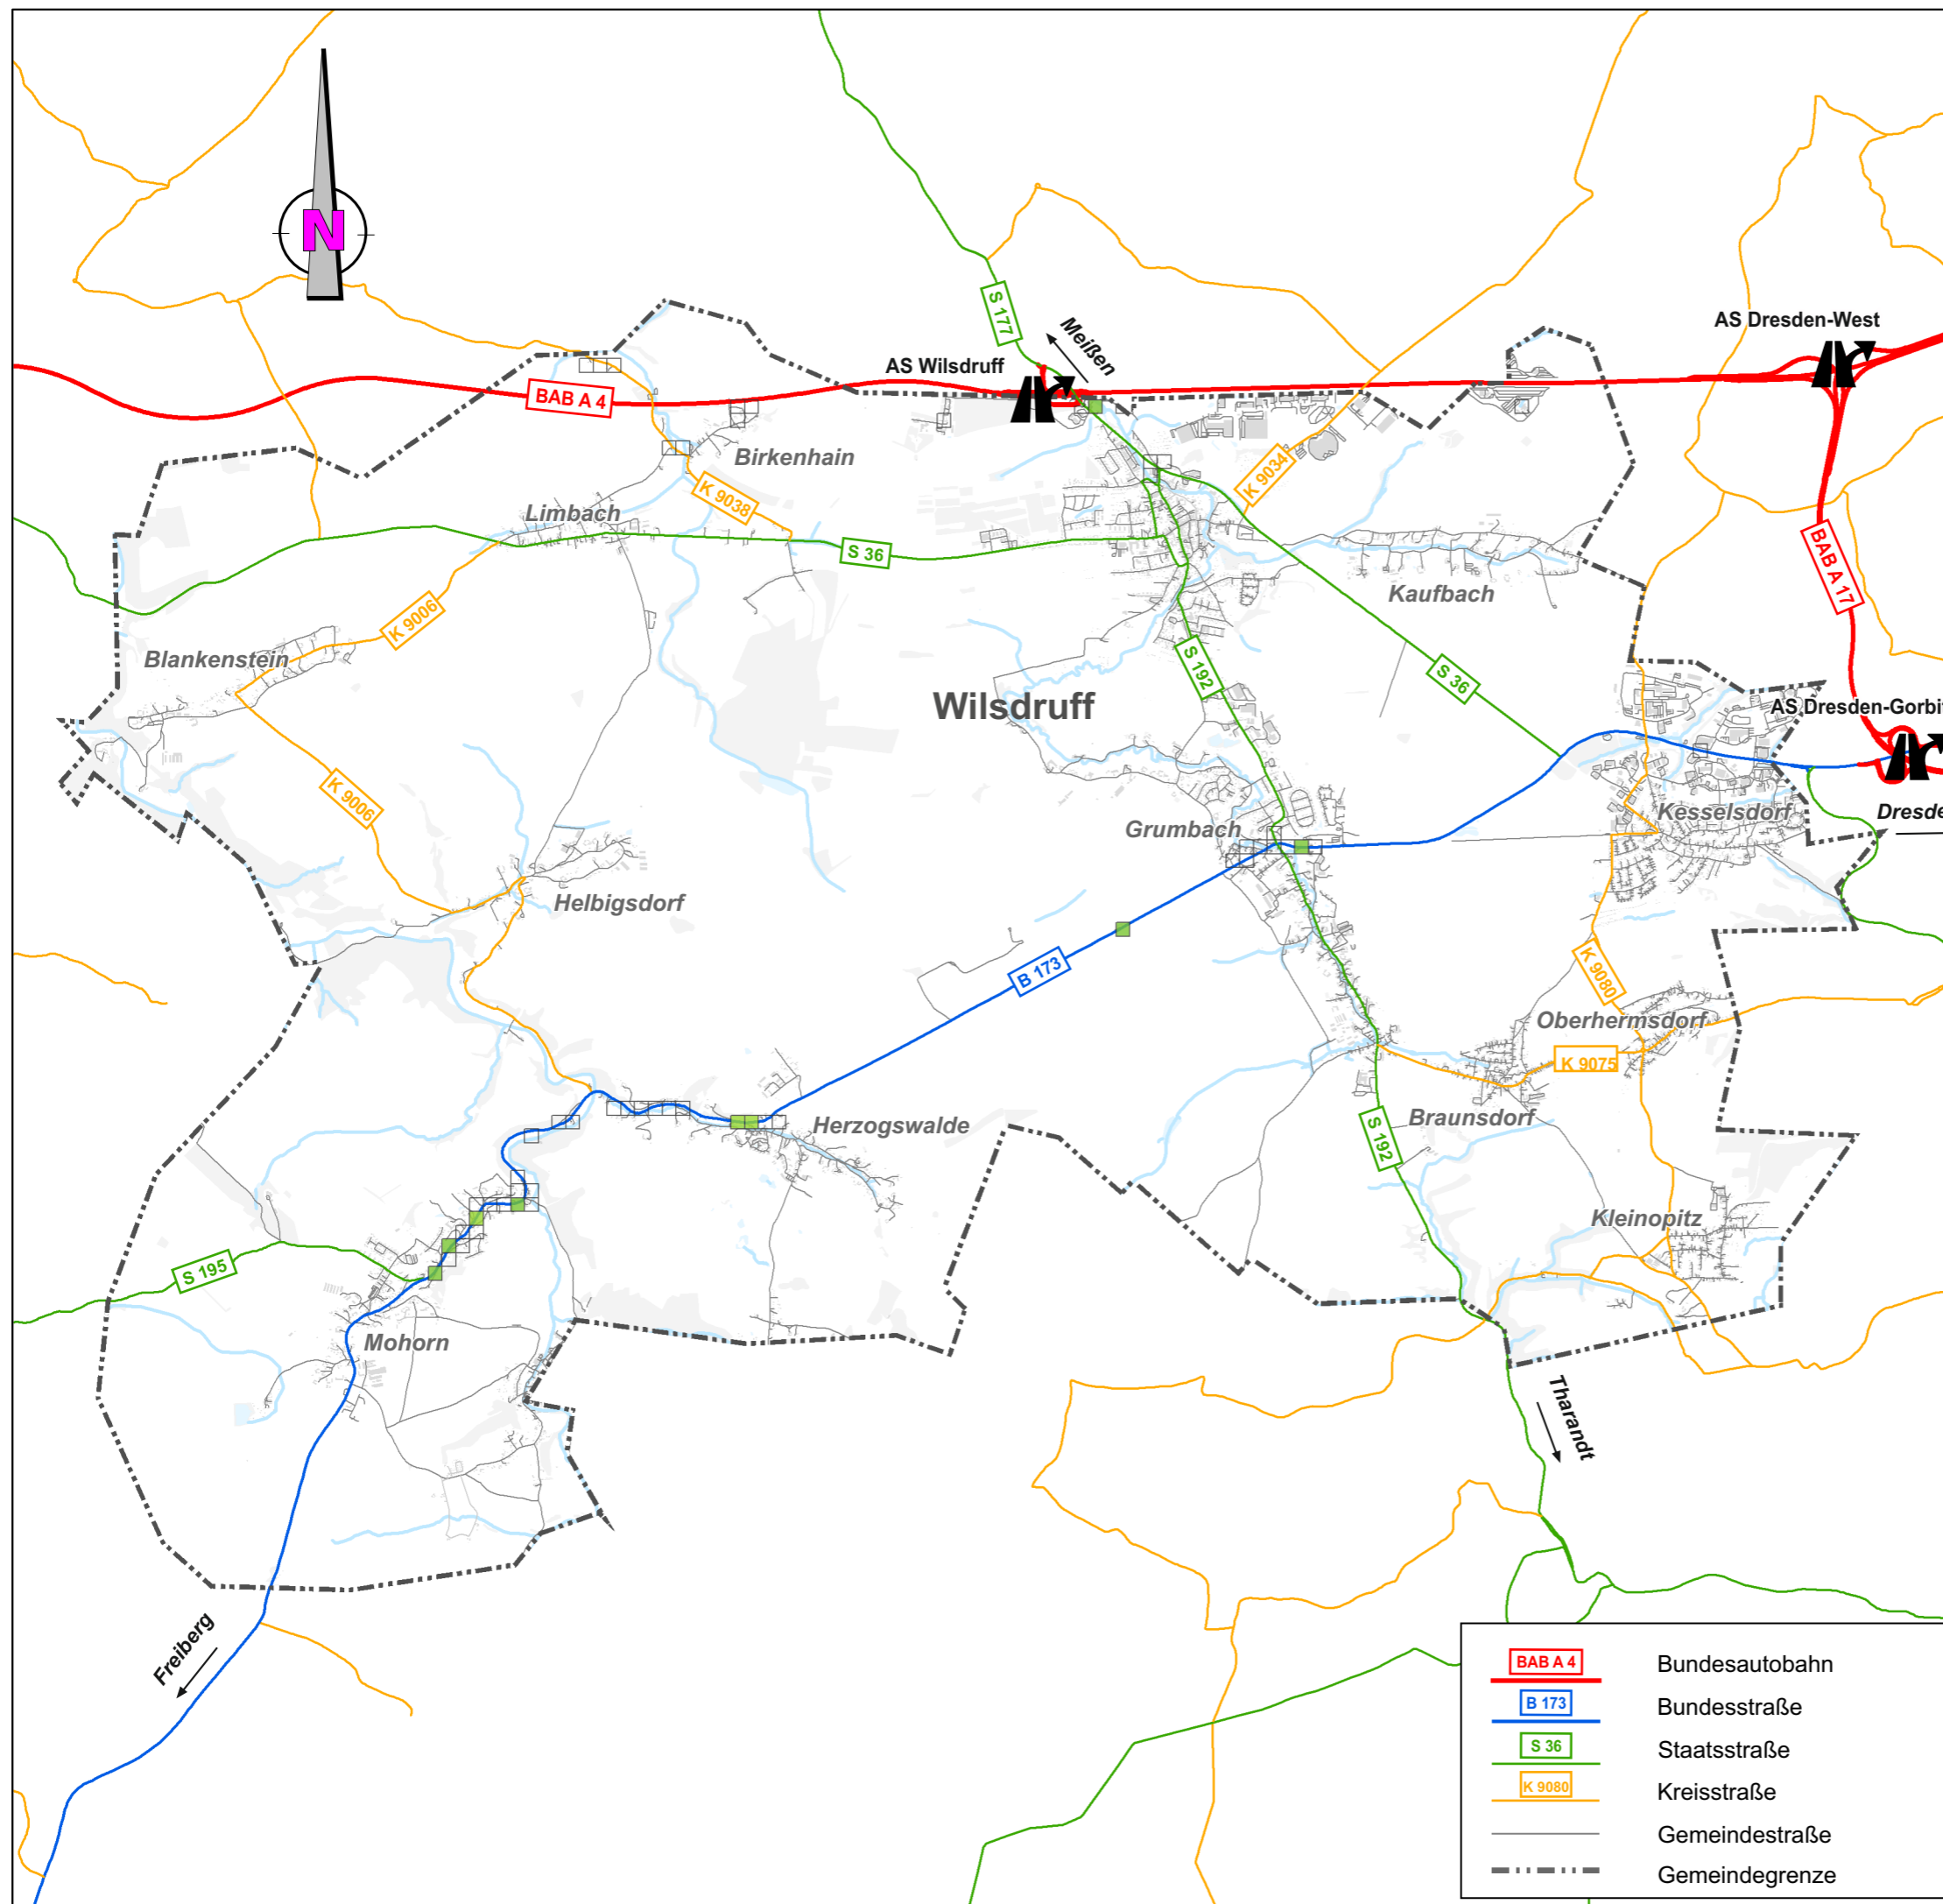 N
S 177
Meißen
AS Dresden-West
AS Wilsdruff
BAB A 4
Birkenhain
K 9034
K 9038
Limbach
S 36
BAB A 17
Kaufbach
K 9006
Blankenstein
S 192
S 36
Wilsdruff
AS Dresden-Gorbit
K 9006
Kesselsdorf
Dresde
Grumbach
Helbigsdorf
B 173
K 9080
Oberhermsdorf
K 9075
Braunsdorf
Herzogswalde
S 192
Kleinopitz
S 195
Mohorn
Tharandt
Freiberg
BAB A 4 Bundesautobahn
B 173 Bundesstraße
S 36 Staatsstraße
K 9080 Kreisstraße
Gemeindestraße
Gemeindegrenze